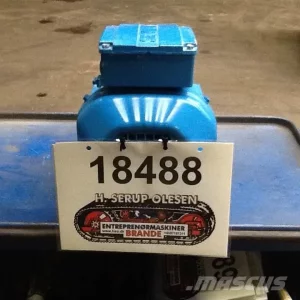 18488
H. SERUP OLESEN
ENTREPRENØRMASKINER
BRANDE
Mascus